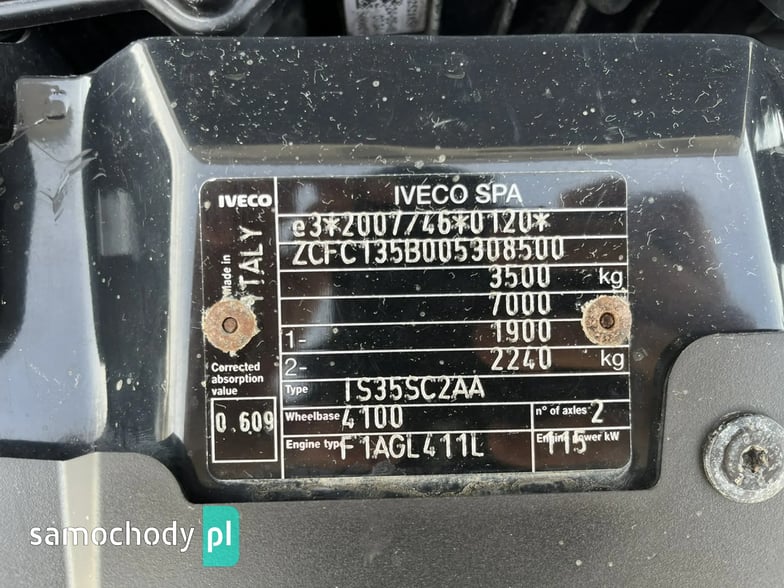 IVECO
IVECO SPA
e3*2007/46*0120*
ZCFC135B005308500
3500 kg
7000
1- 1900
2- 2240 kg
Made in ITALY
Corrected
absorption
value
0.609
Type IS35SC2AA
Wheelbase 4100
n° of axles 2
Engine type F1AGL411L
Engine power kW 115
samochody pl